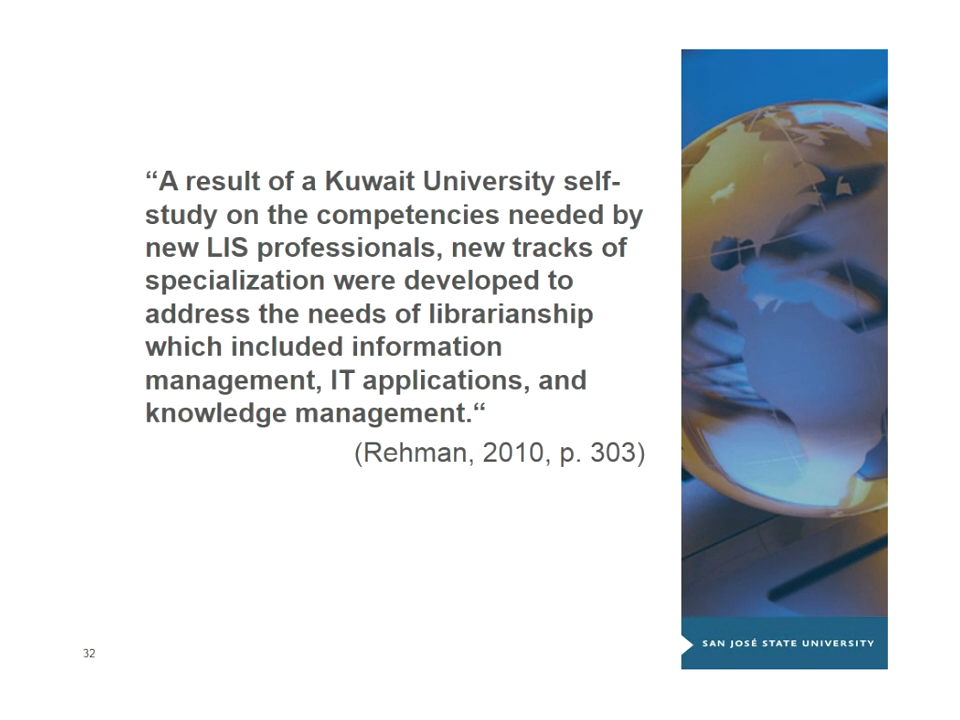 “A result of a Kuwait University self-
study on the competencies needed by
new LIS professionals, new tracks of
specialization were developed to
address the needs of librarianship
which included information
management, IT applications, and
knowledge management.“
(Rehman, 2010, p. 303)
32
SAN JOSÉ STATE UNIVERSITY